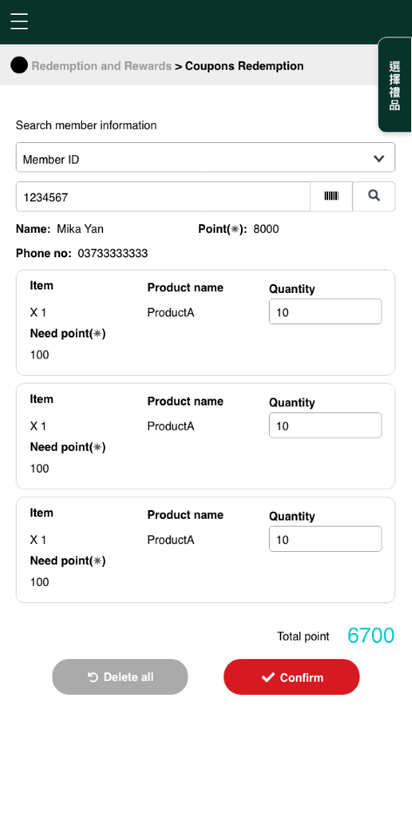 Redemption and Rewards > Coupons Redemption
選擇禮品
Search member information
Member ID
1234567
Name: Mika Yan Point(✳): 8000
Phone no: 03733333333
Item Product name Quantity
X 1 ProductA 10
Need point(✳)
100
Item Product name Quantity
X 1 ProductA 10
Need point(✳)
100
Item Product name Quantity
X 1 ProductA 10
Need point(✳)
100
Total point 6700
Delete all Confirm